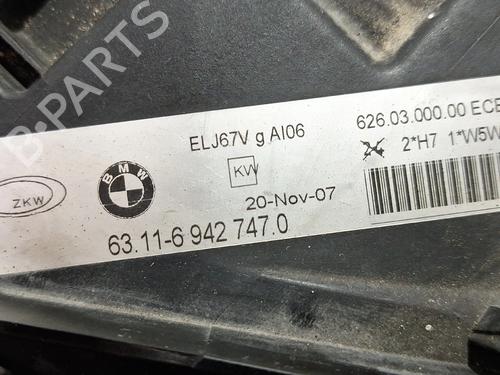 B-Parts
ELJ67V g AI06
626.03.000.00 ECE
KW
2*H7 1*W5W
ZKW
BMW
20-Nov-07
63.11-6 942 747.0